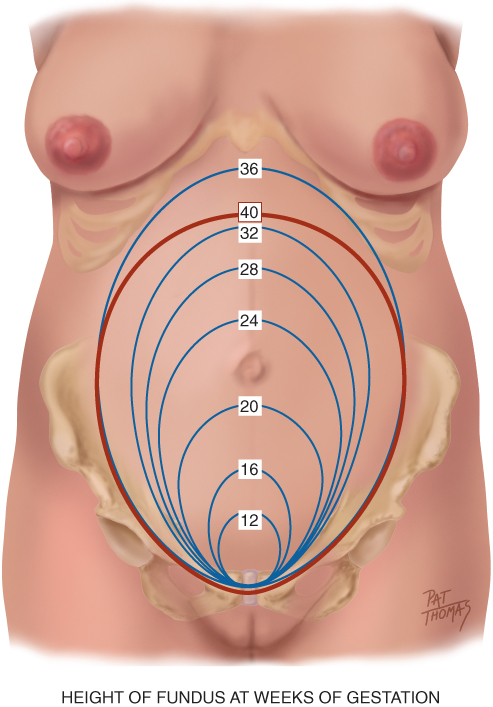 36
40
32
28
24
20
16
12
PAT
THOMAS
HEIGHT OF FUNDUS AT WEEKS OF GESTATION